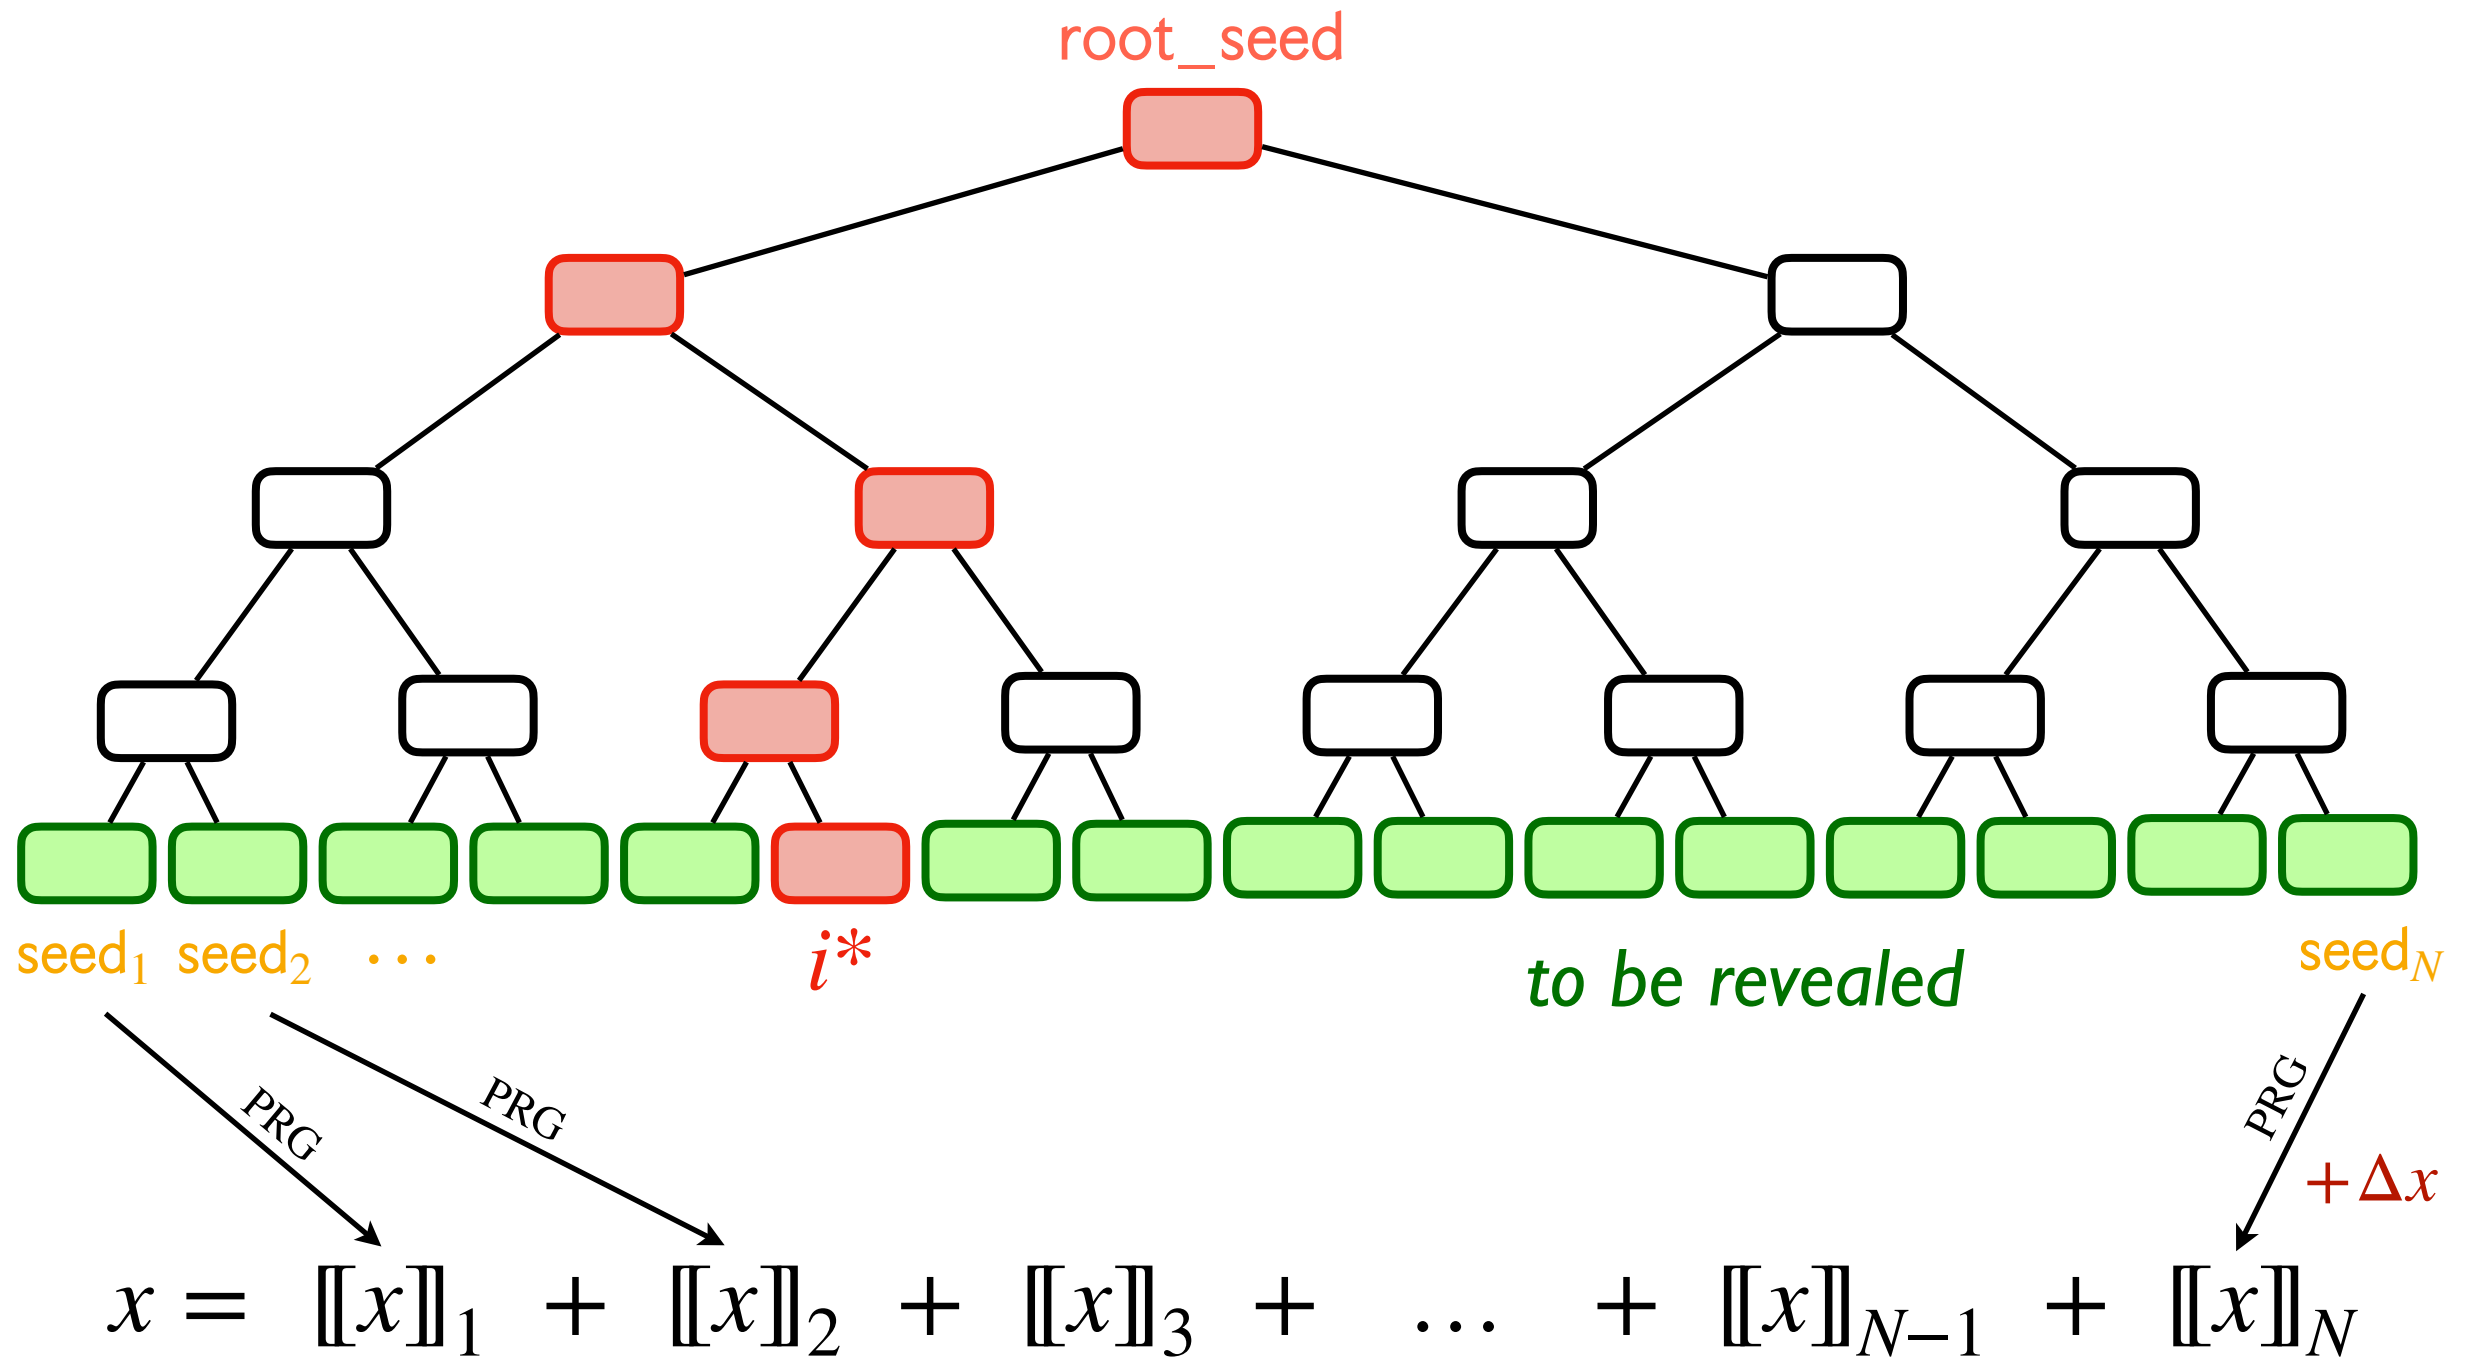 root_seed
seed₁ seed₂ ··· i* to be revealed seed_N
PRG PRG PRG
+ Δx
x = ⟦x⟧₁ + ⟦x⟧₂ + ⟦x⟧₃ + … + ⟦x⟧_{N−1} + ⟦x⟧_N